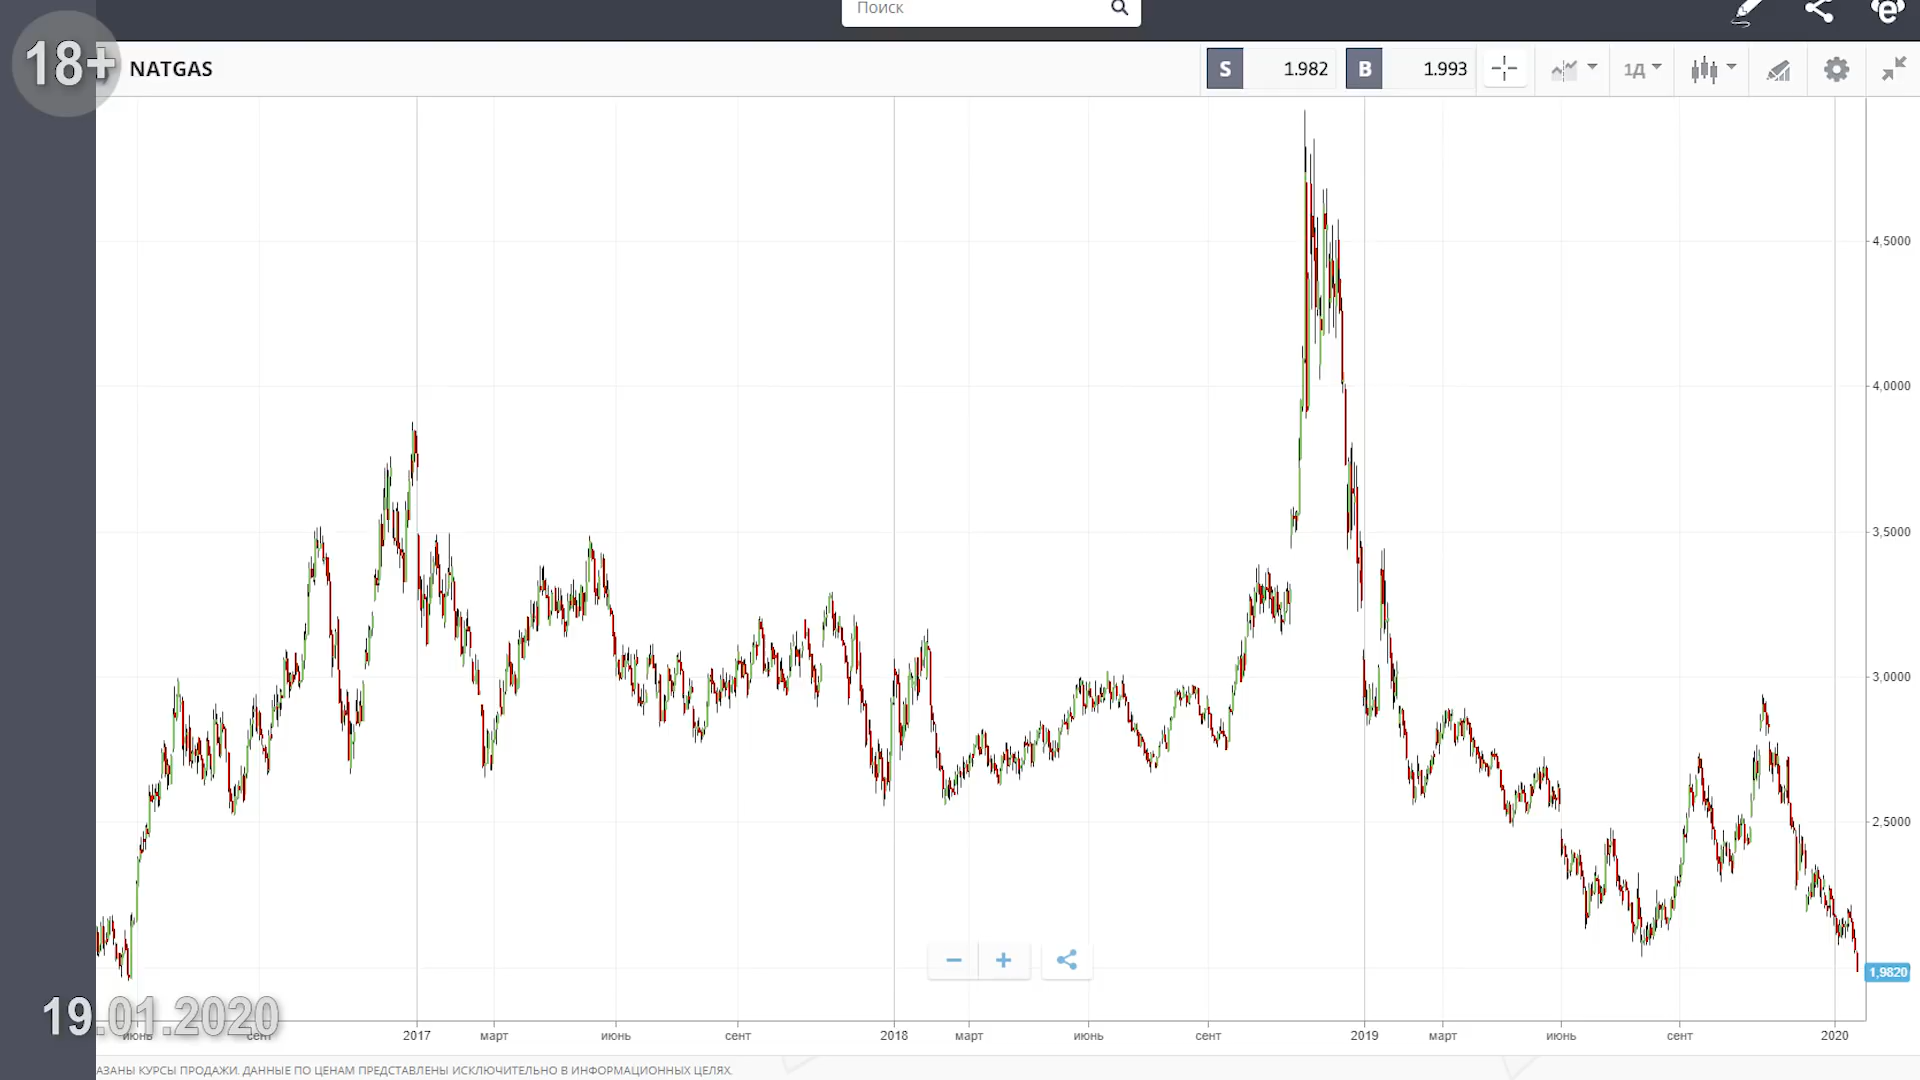 Поиск
18+
NATGAS
S 1.982 B 1.993
1Д
4,5000
4,0000
3,5000
3,0000
2,5000
1,9820
19.01.2020
июнь сент 2017 март июнь сент 2018 март июнь сент 2019 март июнь сент 2020
АЗАНЫ КУРСЫ ПРОДАЖИ. ДАННЫЕ ПО ЦЕНАМ ПРЕДСТАВЛЕНЫ ИСКЛЮЧИТЕЛЬНО В ИНФОРМАЦИОННЫХ ЦЕЛЯХ.